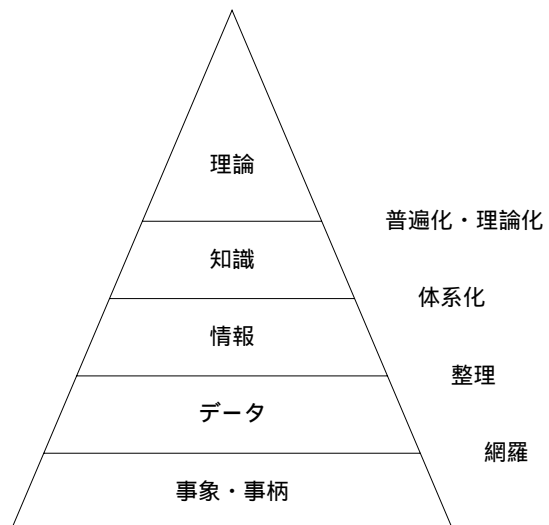 理論
普遍化・理論化
知識
体系化
情報
整理
データ
網羅
事象・事柄